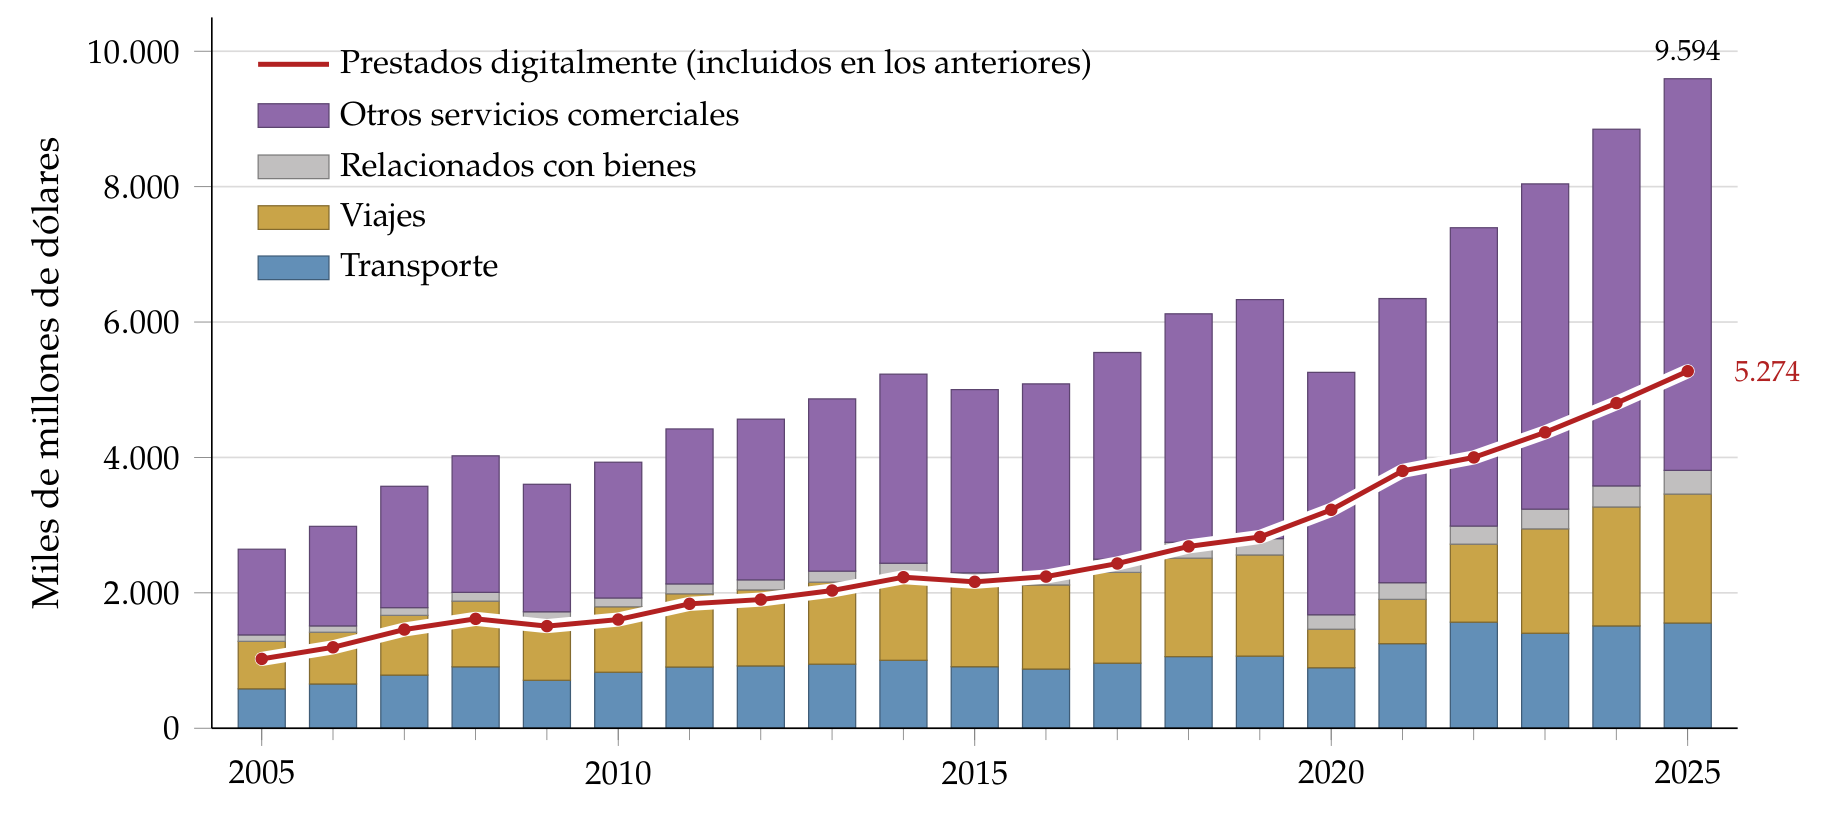 10.000
8.000
6.000
4.000
2.000
0
Miles de millones de dólares
Prestados digitalmente (incluidos en los anteriores)
Otros servicios comerciales
Relacionados con bienes
Viajes
Transporte
9.594
5.274
2005
2010
2015
2020
2025